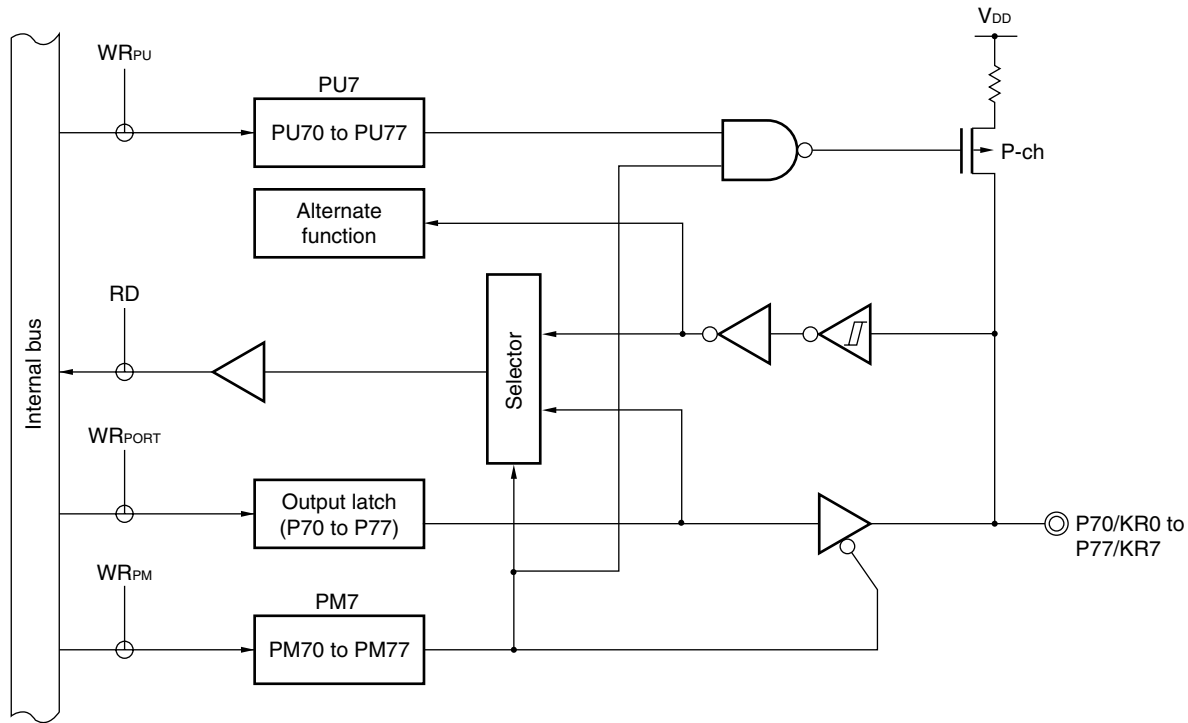 VDD
WRPU
PU7
PU70 to PU77
P-ch
Alternate
function
RD
Internal bus
Selector
WRPORT
Output latch
(P70 to P77)
P70/KR0 to
P77/KR7
WRPM
PM7
PM70 to PM77